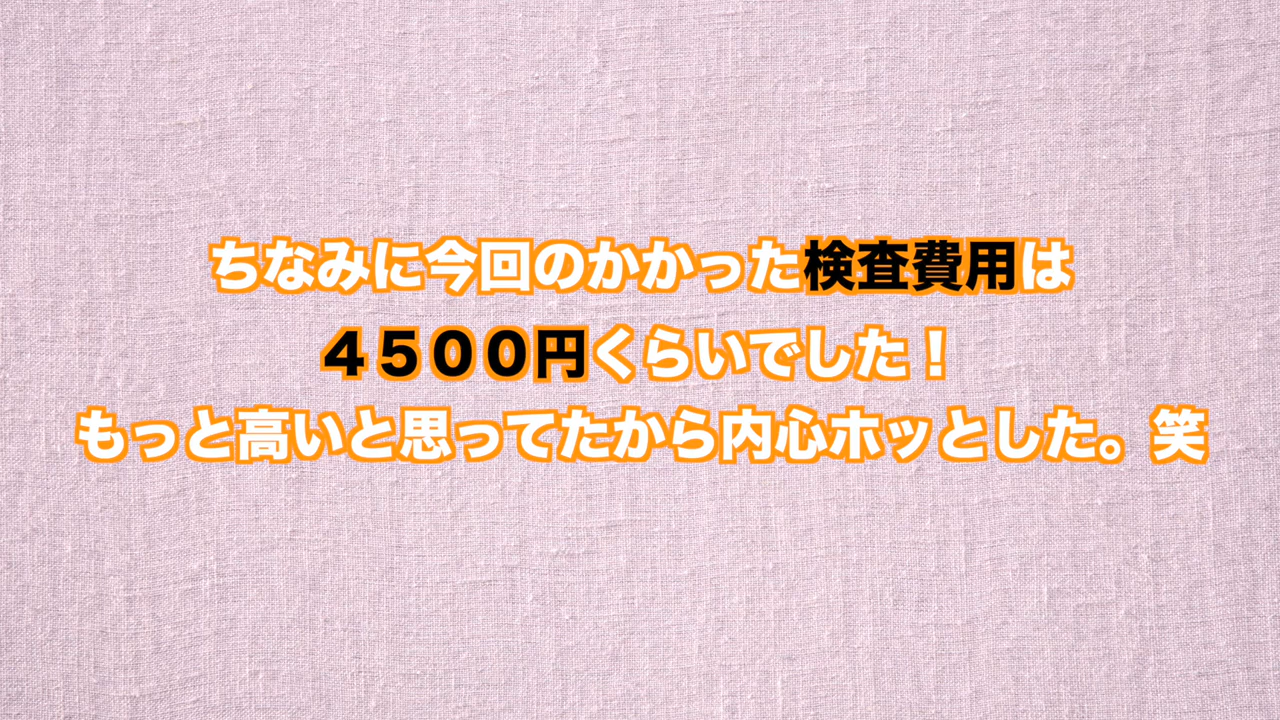 ちなみに今回のかかった検査費用は
４５００円くらいでした！
もっと高いと思ってたから内心ホッとした。笑